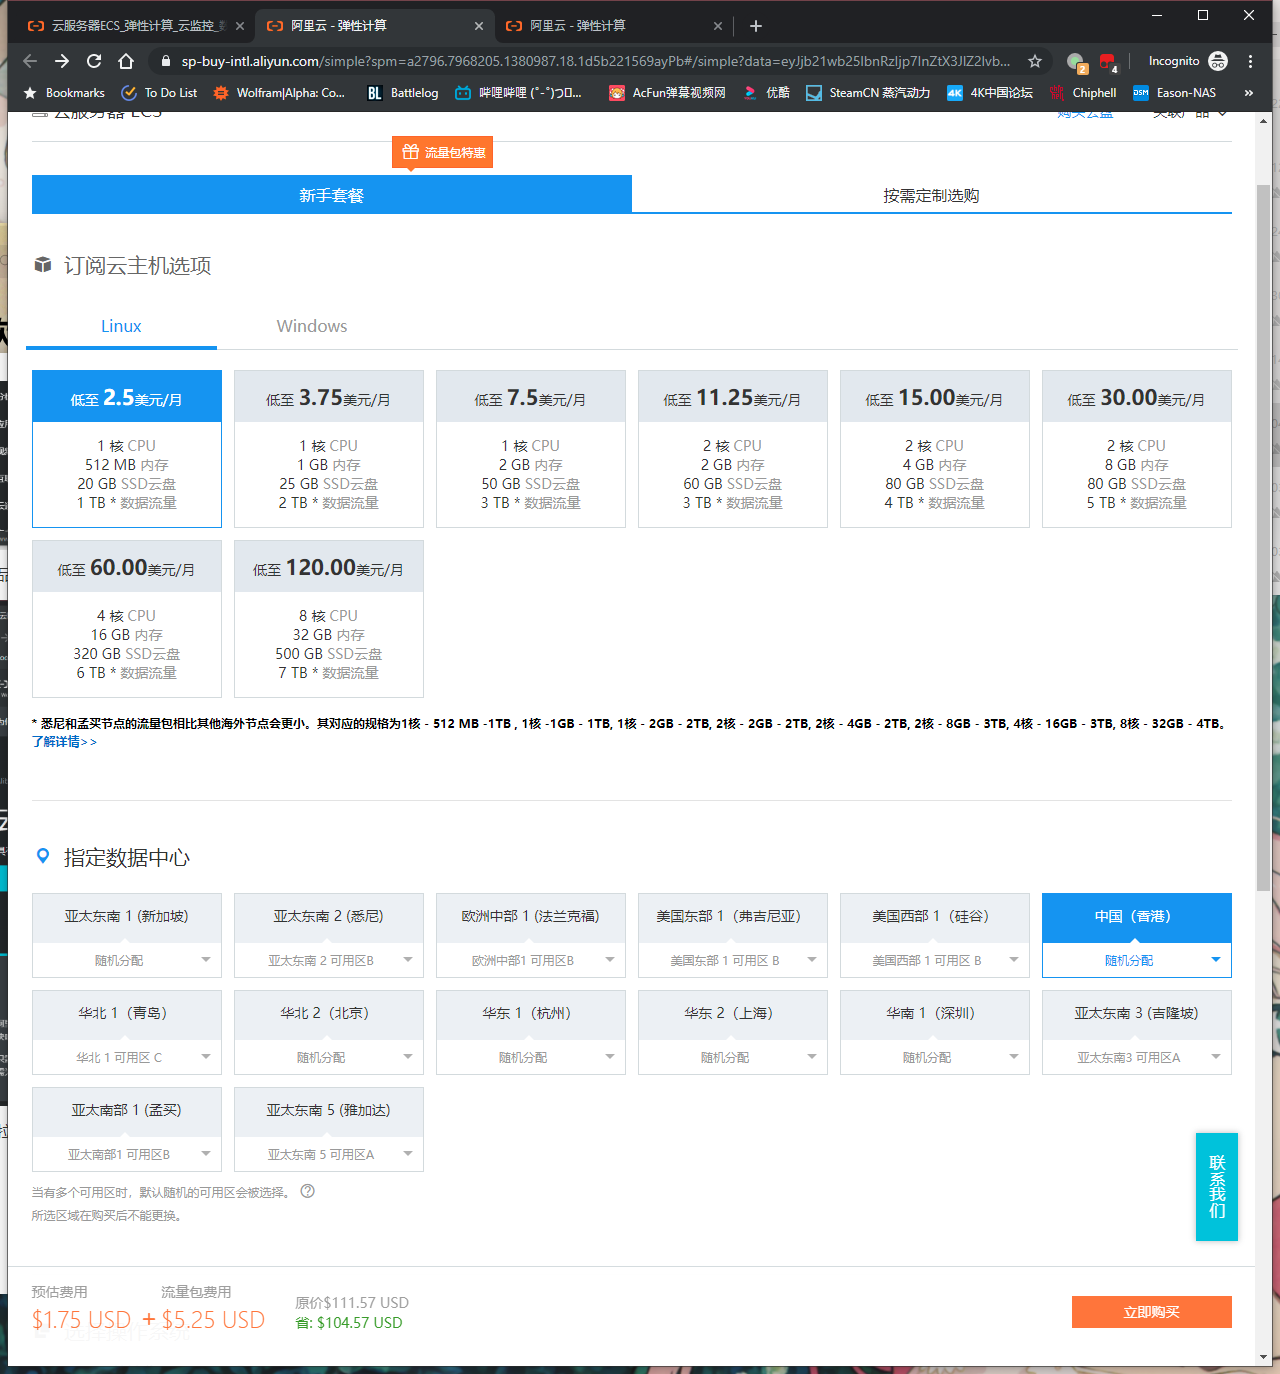 云服务器ECS_弹性计算_云监控_
阿里云 - 弹性计算
阿里云 - 弹性计算
sp-buy-intl.aliyun.com/simple?spm=a2796.7968205.1380987.18.1d5b221569ayPb#/simple?data=eyJjb21wb25lbnRzIjp7InZtX3JlZ2lvb...
2
4
Incognito
Bookmarks
To Do List
Wolfram|Alpha: Co...
BL Battlelog
哔哩哔哩 (˚-˚)つロ...
AcFun弹幕视频网
优酷
SteamCN 蒸汽动力
4K 4K中国论坛
Chiphell
DSM Eason-NAS
»
云服务器 ECS
购买云盘
关联产品
流量包特惠
新手套餐
按需定制选购
订阅云主机选项
Linux
Windows
低至 2.5美元/月
1 核 CPU
512 MB 内存
20 GB SSD云盘
1 TB * 数据流量
低至 3.75美元/月
1 核 CPU
1 GB 内存
25 GB SSD云盘
2 TB * 数据流量
低至 7.5美元/月
1 核 CPU
2 GB 内存
50 GB SSD云盘
3 TB * 数据流量
低至 11.25美元/月
2 核 CPU
2 GB 内存
60 GB SSD云盘
3 TB * 数据流量
低至 15.00美元/月
2 核 CPU
4 GB 内存
80 GB SSD云盘
4 TB * 数据流量
低至 30.00美元/月
2 核 CPU
8 GB 内存
80 GB SSD云盘
5 TB * 数据流量
低至 60.00美元/月
4 核 CPU
16 GB 内存
320 GB SSD云盘
6 TB * 数据流量
低至 120.00美元/月
8 核 CPU
32 GB 内存
500 GB SSD云盘
7 TB * 数据流量
* 悉尼和孟买节点的流量包相比其他海外节点会更小。其对应的规格为1核 - 512 MB -1TB , 1核 -1GB - 1TB, 1核 - 2GB - 2TB, 2核 - 2GB - 2TB, 2核 - 4GB - 2TB, 2核 - 8GB - 3TB, 4核 - 16GB - 3TB, 8核 - 32GB - 4TB。
了解详情>>
指定数据中心
亚太东南 1 (新加坡)
随机分配
亚太东南 2 (悉尼)
亚太东南 2 可用区B
欧洲中部 1 (法兰克福)
欧洲中部1 可用区B
美国东部 1（弗吉尼亚）
美国东部 1 可用区 B
美国西部 1（硅谷）
美国西部 1 可用区 B
中国（香港）
随机分配
华北 1（青岛）
华北 1 可用区 C
华北 2（北京）
随机分配
华东 1（杭州）
随机分配
华东 2（上海）
随机分配
华南 1（深圳）
随机分配
亚太东南 3 (吉隆坡)
亚太东南3 可用区A
亚太南部 1 (孟买)
亚太南部1 可用区B
亚太东南 5 (雅加达)
亚太东南 5 可用区A
当有多个可用区时，默认随机的可用区会被选择。
所选区域在购买后不能更换。
联系我们
预估费用
流量包费用
$1.75 USD + $5.25 USD
原价$111.57 USD
省: $104.57 USD
立即购买
选择操作系统